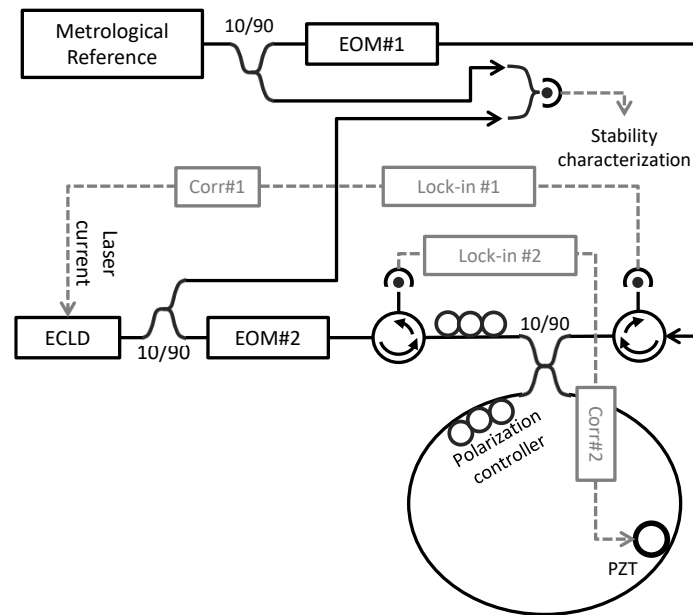 Metrological
Reference
10/90
EOM#1
Stability
characterization
Corr#1
Lock-in #1
Laser
current
Lock-in #2
ECLD
10/90
EOM#2
10/90
Polarization
controller
Corr#2
PZT